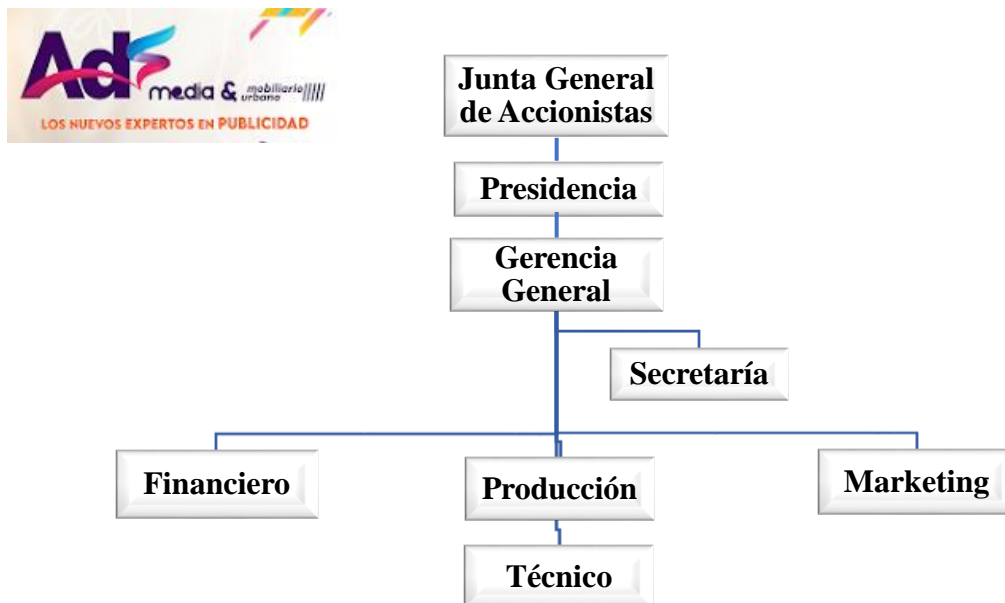 Ad
media & mobiliario
urbano
LOS NUEVOS EXPERTOS EN PUBLICIDAD
Junta General
de Accionistas
Presidencia
Gerencia
General
Secretaría
Financiero
Producción
Marketing
Técnico